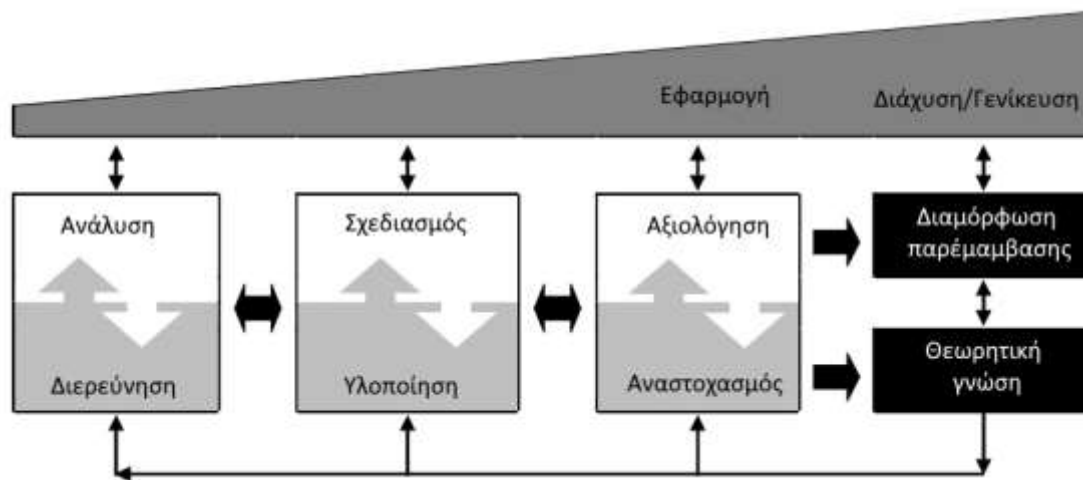 Εφαρμογή
Διάχυση/Γενίκευση
Ανάλυση
Διερεύνηση
Σχεδιασμός
Υλοποίηση
Αξιολόγηση
Αναστοχασμός
Διαμόρφωση
παρέμαμβασης
Θεωρητική
γνώση